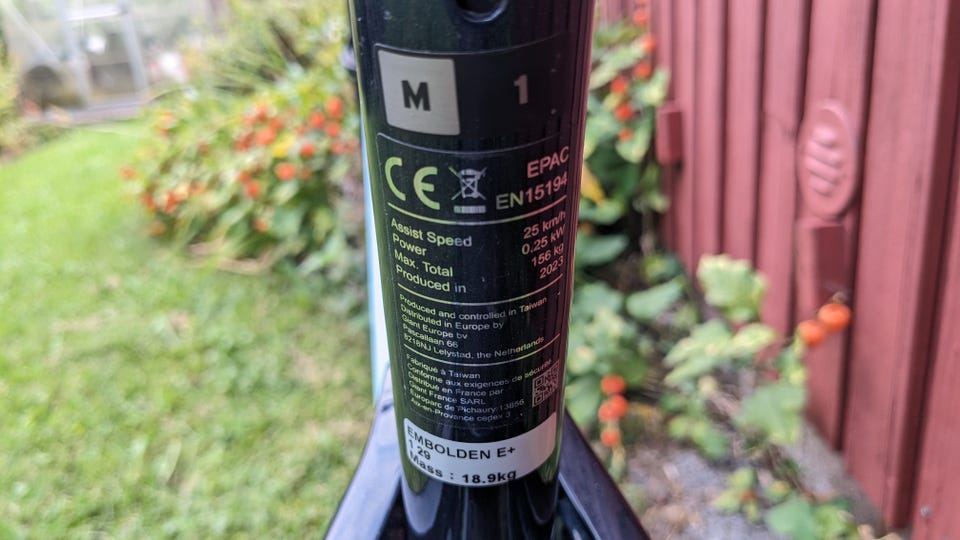 M 1
CE EPAC
EN15194
Assist Speed 25 km/h
Power 0.25 kW
Max. Total 156 kg
Produced in 2023
Produced and controlled in Taiwan
Distributed in Europe by
Giant Europe bv
Pascallaan 66
8218NJ Lelystad, the Netherlands
Fabriqué à Taiwan
Conforme aux exigences de sécurité
Distribué en France par
Giant France SARL
Europarc de Pichaury 13856
Aix-en-Provence cedex 3
EMBOLDEN E+
1 29
Mass : 18.9kg